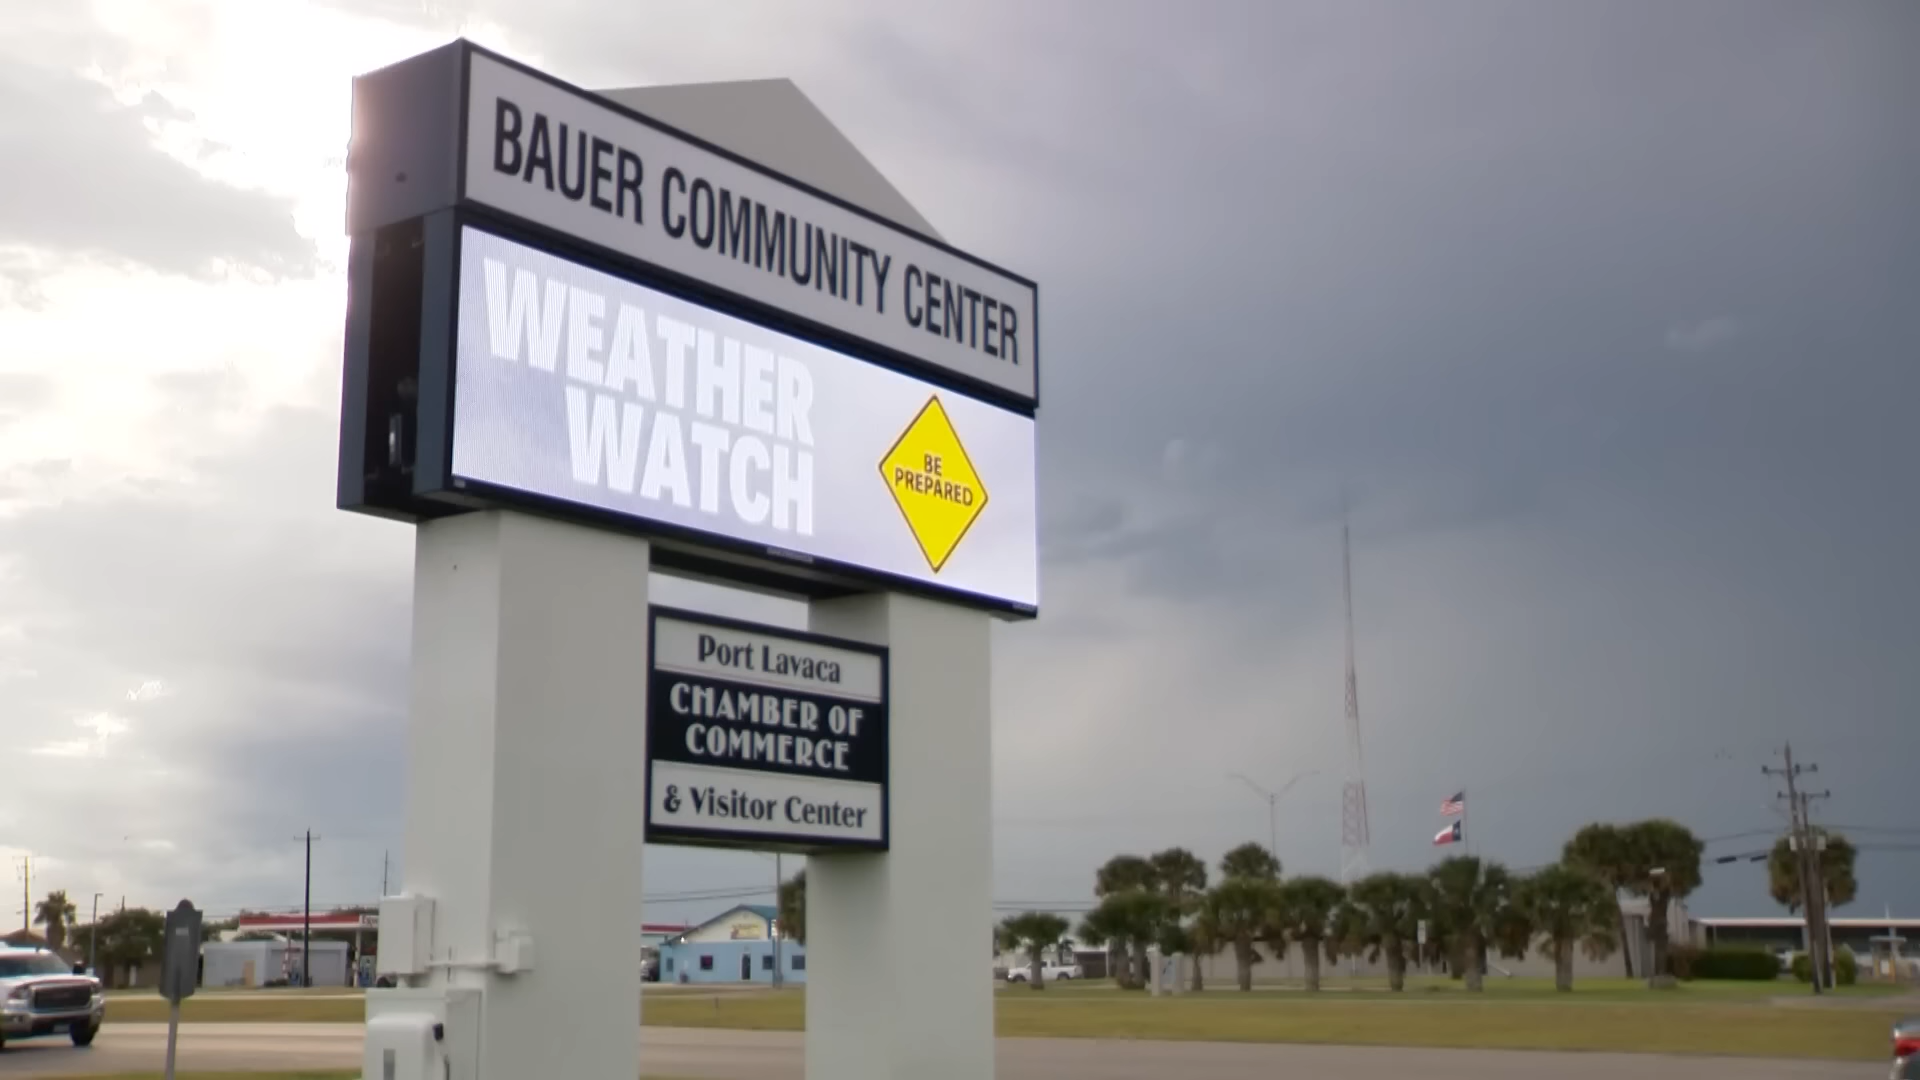 BAUER COMMUNITY CENTER
WEATHER
WATCH
BE
PREPARED
Port Lavaca
CHAMBER OF
COMMERCE
& Visitor Center